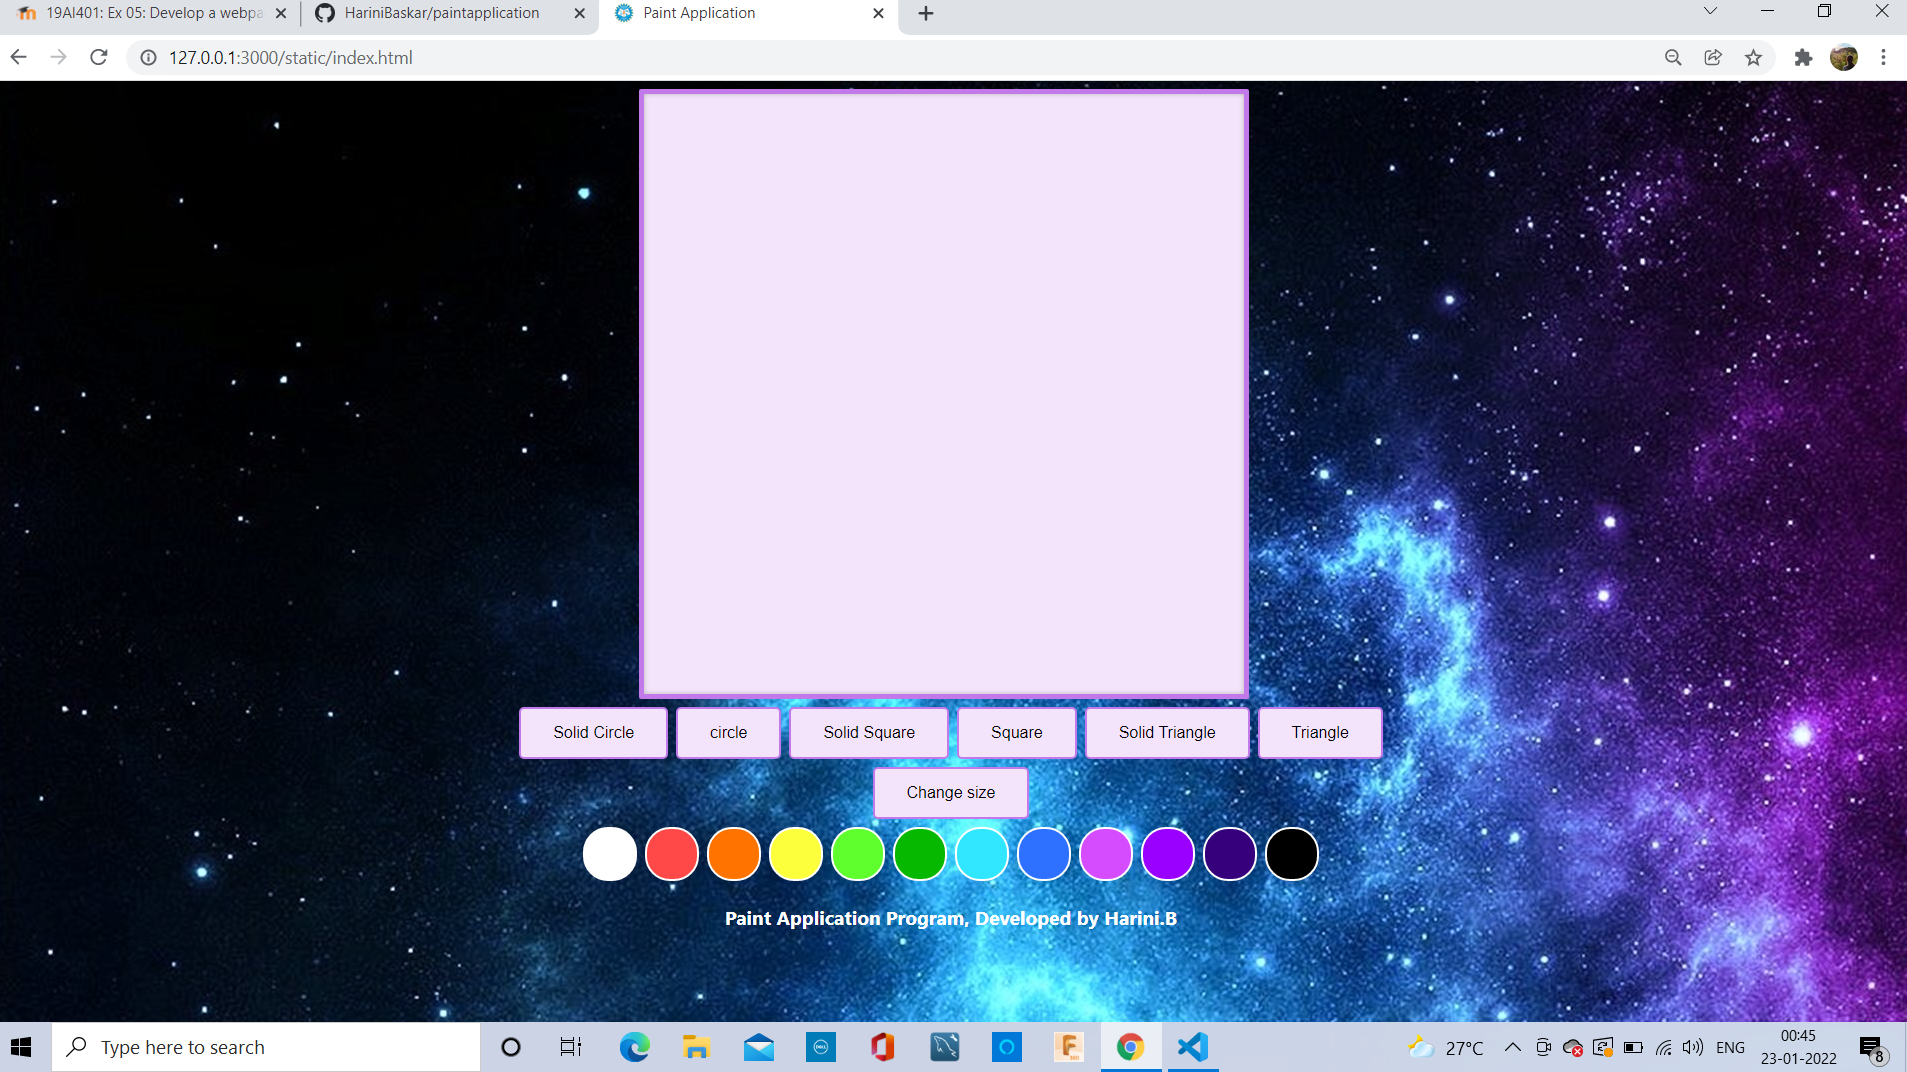 19AI401: Ex 05: Develop a webpa
HariniBaskar/paintapplication
Paint Application
127.0.0.1:3000/static/index.html
Solid Circle
circle
Solid Square
Square
Solid Triangle
Triangle
Change size
Paint Application Program, Developed by Harini.B
Type here to search
DELL
27°C
ENG
00:45
23-01-2022
8